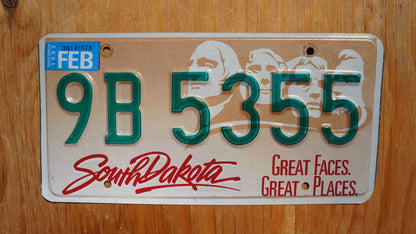 FEB
9B 5355
South Dakota
GREAT FACES.
GREAT PLACES.